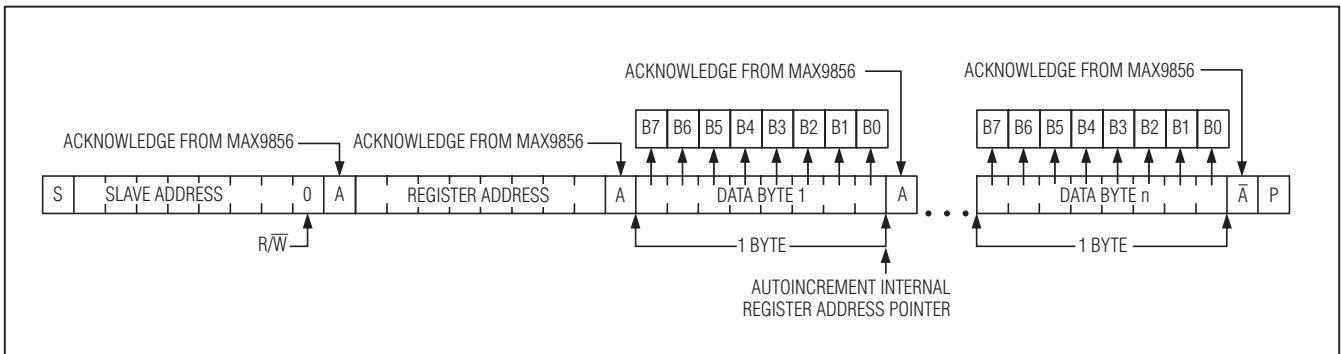 ACKNOWLEDGE FROM MAX9856 ACKNOWLEDGE FROM MAX9856
B7 B6 B5 B4 B3 B2 B1 B0 B7 B6 B5 B4 B3 B2 B1 B0
ACKNOWLEDGE FROM MAX9856 ACKNOWLEDGE FROM MAX9856
S SLAVE ADDRESS 0 A REGISTER ADDRESS A DATA BYTE 1 A • • • • DATA BYTE n A̅ P
R/W̅ 1 BYTE 1 BYTE
AUTOINCREMENT INTERNAL
REGISTER ADDRESS POINTER